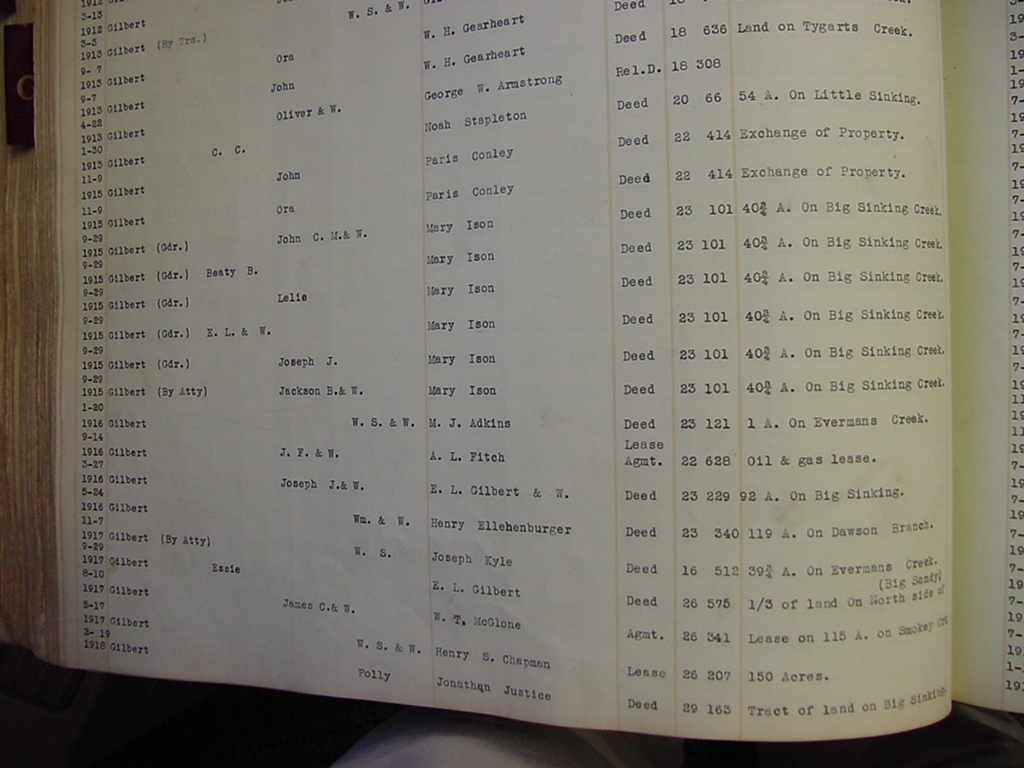 1912
3-13
1912 Gilbert W. S. & W. Deed 18
3-3
1913 Gilbert (By Trs.) W. S. & W. W. H. Gearheart Deed 18 636 Land on Tygarts Creek.
9-7
1913 Gilbert Ora W. H. Gearheart
9-7
1913 Gilbert John George W. Armstrong Rel.D. 18 308
4-22
1913 Gilbert Oliver & W. Noah Stapleton Deed 20 66 54 A. On Little Sinking.
1-30
1913 Gilbert C. C. Paris Conley Deed 22 414 Exchange of Property.
11-9
1915 Gilbert John Paris Conley Deed 22 414 Exchange of Property.
11-9
1915 Gilbert Ora Mary Ison Deed 23 101 40¾ A. On Big Sinking Creek.
9-29
1915 Gilbert (Gdr.) John C. M.& W. Mary Ison Deed 23 101 40¾ A. On Big Sinking Creek.
9-29
1915 Gilbert (Gdr.) Beaty B. Mary Ison Deed 23 101 40¾ A. On Big Sinking Creek.
9-29
1915 Gilbert (Gdr.) Lelie Mary Ison Deed 23 101 40¾ A. On Big Sinking Creek.
9-29
1915 Gilbert (Gdr.) E. L. & W. Mary Ison Deed 23 101 40¾ A. On Big Sinking Creek.
9-29
1915 Gilbert (Gdr.) Joseph J. Mary Ison Deed 23 101 40¾ A. On Big Sinking Creek.
9-29
1915 Gilbert (By Atty) Jackson B.& W.
1-20
1916 Gilbert W. S. & W. M. J. Adkins Deed 23 121 1 A. On Evermans Creek.
9-14 Lease
1916 Gilbert J. F. & W. A. L. Fitch Agmt. 22 628 Oil & gas lease.
3-27
1916 Gilbert Joseph J.& W. E. L. Gilbert & W. Deed 23 229 92 A. On Big Sinking.
5-24
1916 Gilbert Wm. & W. Henry Ellehenburger Deed 23 340 119 A. On Dawson Branch.
11-7
1917 Gilbert (By Atty) W. S. Joseph Kyle Deed 16 512 39¾ A. On Evermans Creek.
(Big Sandy)
9-29
1917 Gilbert Essie E. L. Gilbert Deed 26 575 1/3 of land On North side of
8-10
1917 Gilbert James C.& W. W. T. McGlone Agmt. 26 341 Lease on 115 A. on Smokey Crk
5-17
1917 Gilbert W. S. & W. Henry S. Chapman Lease 26 207 150 Acres.
2-19
1918 Gilbert Polly Jonathan Justice Deed 29 163 Tract of land on Big Sinking.